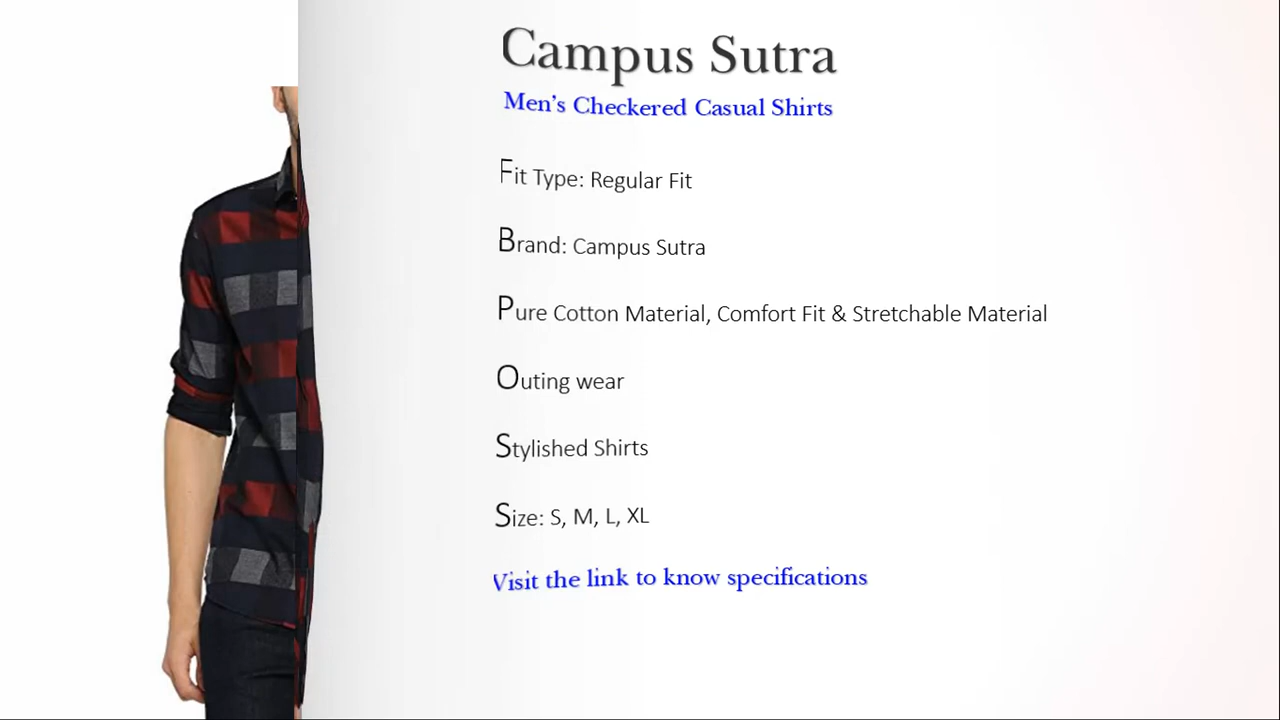 Campus Sutra
Men's Checkered Casual Shirts
Fit Type: Regular Fit
Brand: Campus Sutra
Pure Cotton Material, Comfort Fit & Stretchable Material
Outing wear
Stylished Shirts
Size: S, M, L, XL
Visit the link to know specifications